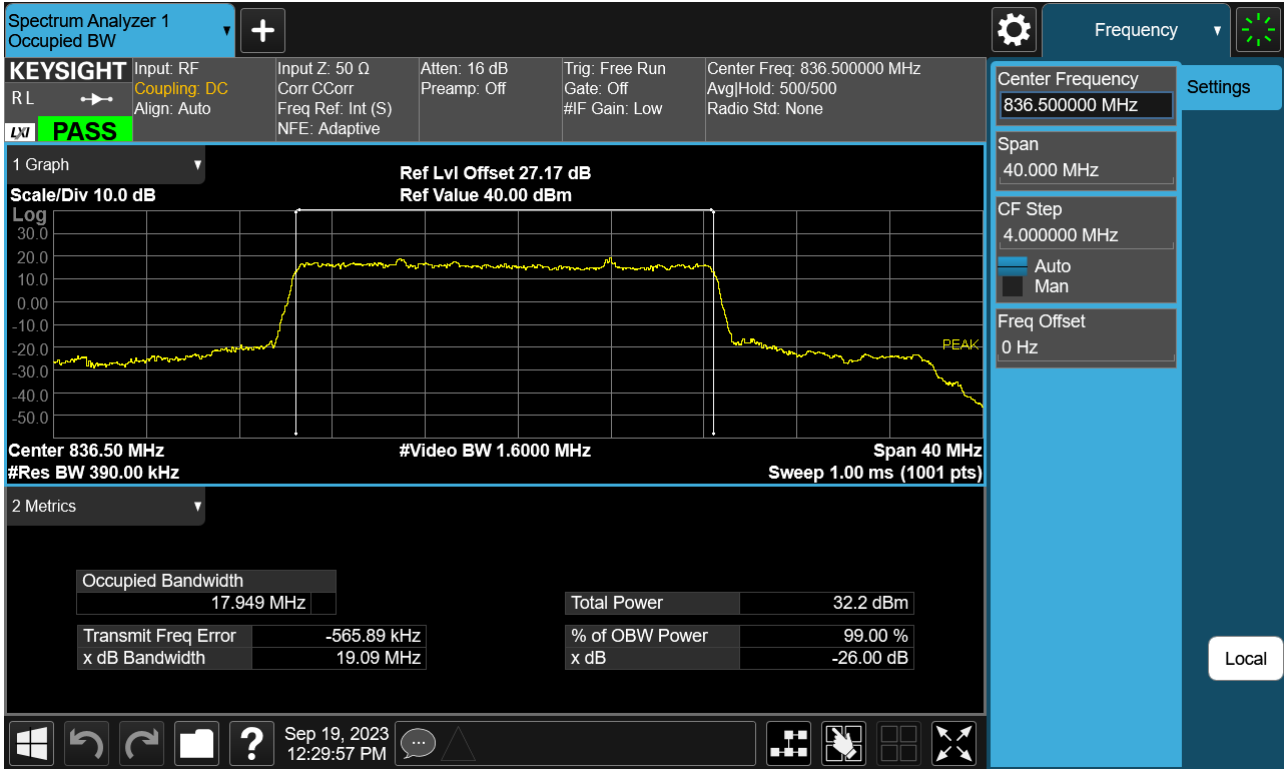 Spectrum Analyzer 1
Occupied BW
Frequency
KEYSIGHT
R L
LXI
PASS
Input: RF
Coupling: DC
Align: Auto
Input Z: 50 Ω
Corr CCorr
Freq Ref: Int (S)
NFE: Adaptive
Atten: 16 dB
Preamp: Off
Trig: Free Run
Gate: Off
#IF Gain: Low
Center Freq: 836.500000 MHz
Avg|Hold: 500/500
Radio Std: None
Center Frequency
836.500000 MHz
Settings
Span
40.000 MHz
CF Step
4.000000 MHz
Auto
Man
Freq Offset
0 Hz
Local
1 Graph
Scale/Div 10.0 dB
Ref Lvl Offset 27.17 dB
Ref Value 40.00 dBm
Log
30.0
20.0
10.0
0.00
-10.0
-20.0
-30.0
-40.0
-50.0
PEAK
Center 836.50 MHz
#Video BW 1.6000 MHz
Span 40 MHz
#Res BW 390.00 kHz
Sweep 1.00 ms (1001 pts)
2 Metrics
Occupied Bandwidth
17.949 MHz
Total Power 32.2 dBm
Transmit Freq Error -565.89 kHz
% of OBW Power 99.00 %
x dB Bandwidth 19.09 MHz
x dB -26.00 dB
?
Sep 19, 2023
12:29:57 PM